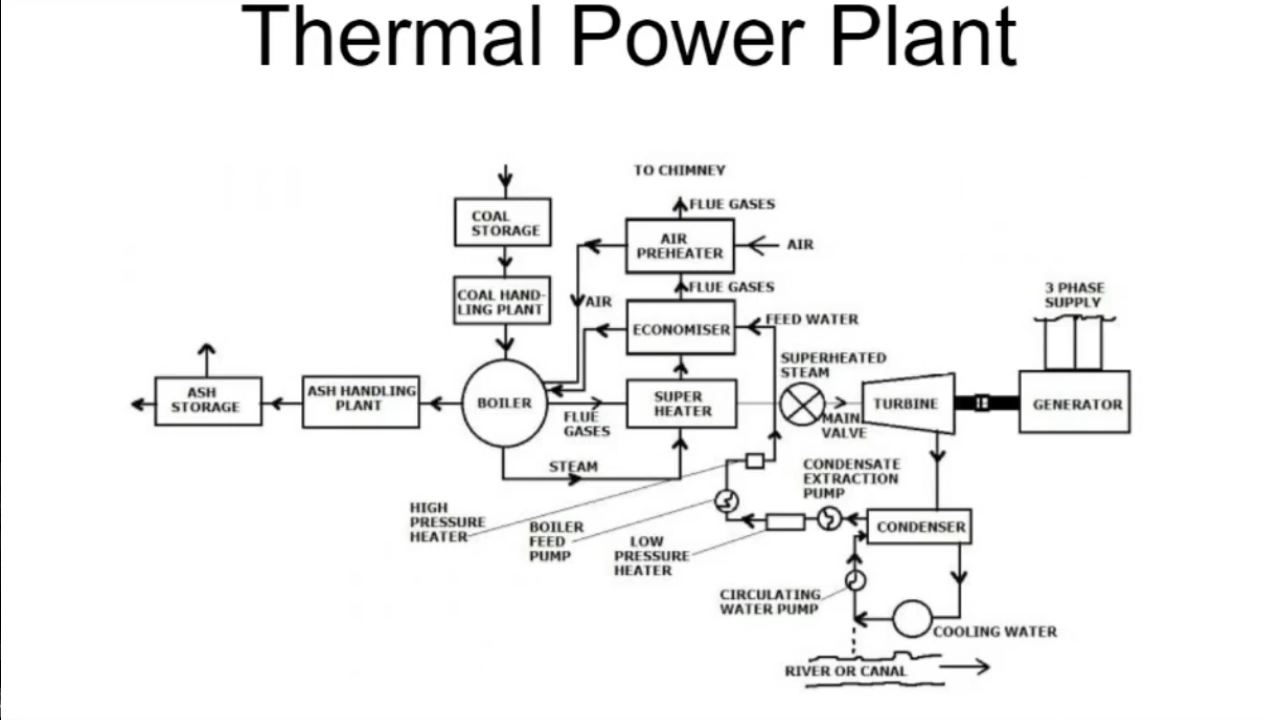 Thermal Power Plant
TO CHIMNEY
FLUE GASES
COAL
STORAGE
AIR
PREHEATER
AIR
COAL HAND-
LING PLANT
AIR
FLUE GASES
3 PHASE
SUPPLY
ECONOMISER
FEED WATER
SUPERHEATED
STEAM
ASH
STORAGE
ASH HANDLING
PLANT
BOILER
FLUE
GASES
SUPER
HEATER
MAIN
VALVE
TURBINE
GENERATOR
STEAM
CONDENSATE
EXTRACTION
PUMP
HIGH
PRESSURE
HEATER
BOILER
FEED
PUMP
LOW
PRESSURE
HEATER
CONDENSER
CIRCULATING
WATER PUMP
COOLING WATER
RIVER OR CANAL